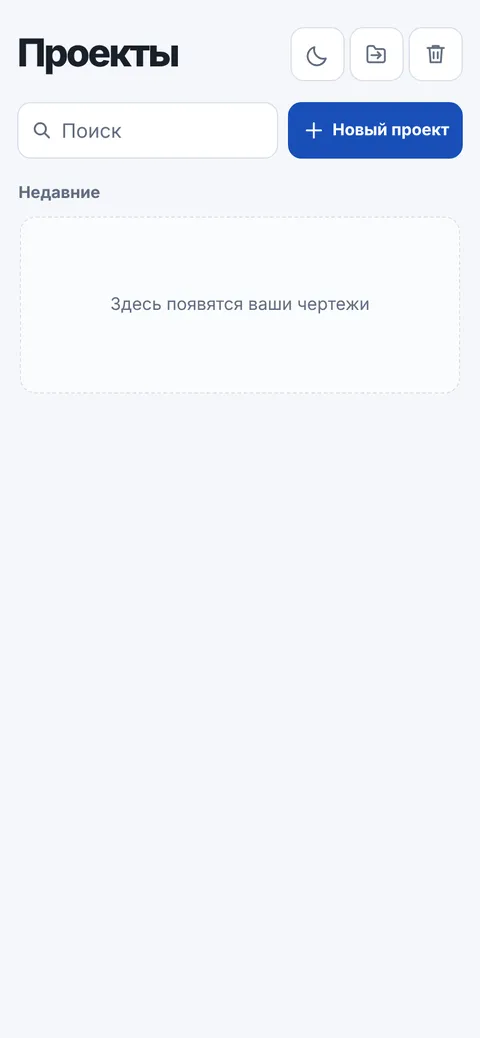 Проекты
Поиск
Новый проект
Недавние
Здесь появятся ваши чертежи